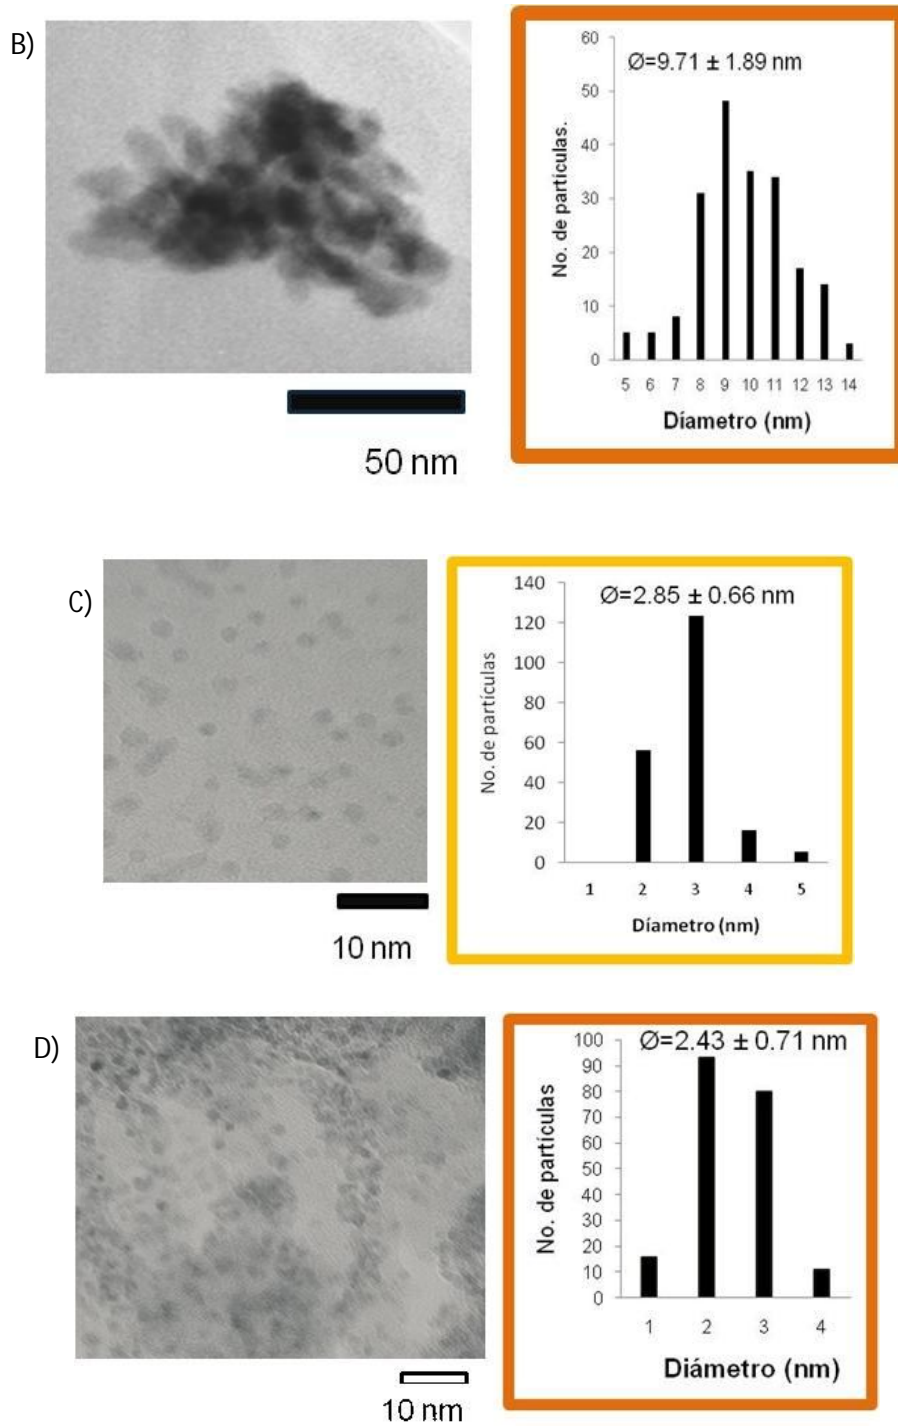 B)
60
50
40
30
20
10
0
No. de partículas.
Ø=9.71 ± 1.89 nm
5 6 7 8 9 10 11 12 13 14
Díametro (nm)
50 nm
C)
140
120
100
80
60
40
20
0
No. de partículas
Ø=2.85 ± 0.66 nm
1 2 3 4 5
Díametro (nm)
10 nm
D)
100
90
80
70
60
50
40
30
20
10
0
No. de partículas
Ø=2.43 ± 0.71 nm
1 2 3 4
Diámetro (nm)
10 nm